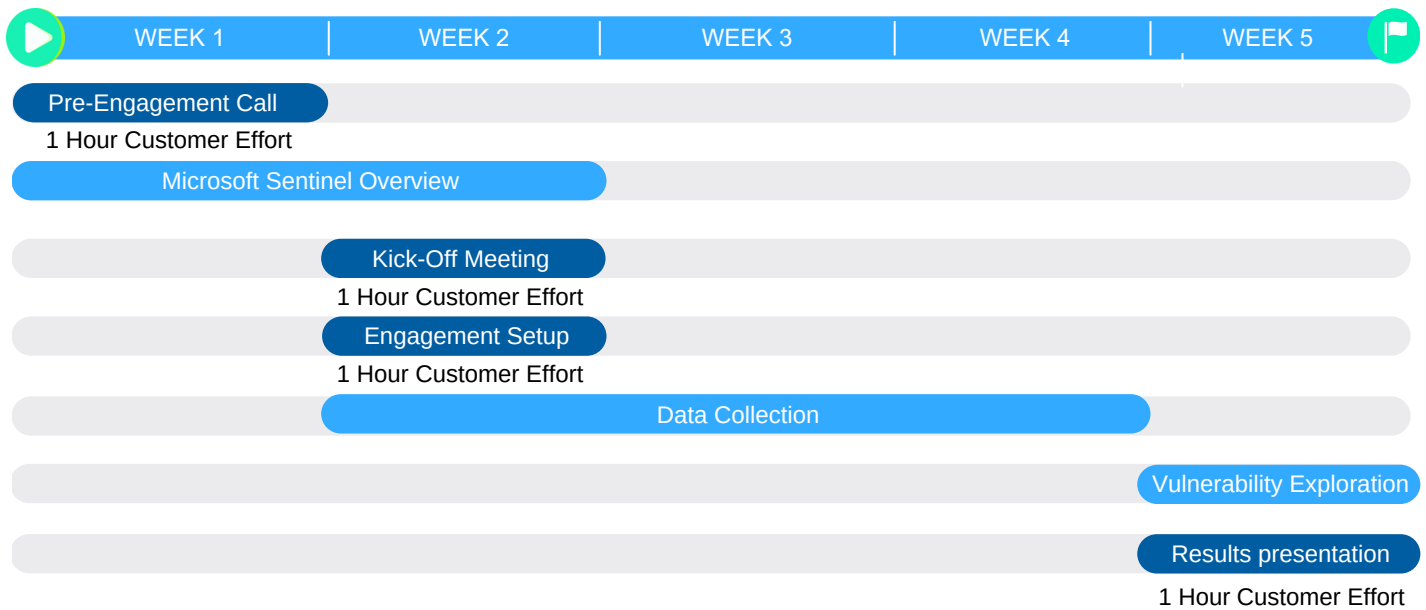 WEEK 1
WEEK 2
WEEK 3
WEEK 4
WEEK 5
Pre-Engagement Call
1 Hour Customer Effort
Microsoft Sentinel Overview
Kick-Off Meeting
1 Hour Customer Effort
Engagement Setup
1 Hour Customer Effort
Data Collection
Vulnerability Exploration
Results presentation
1 Hour Customer Effort